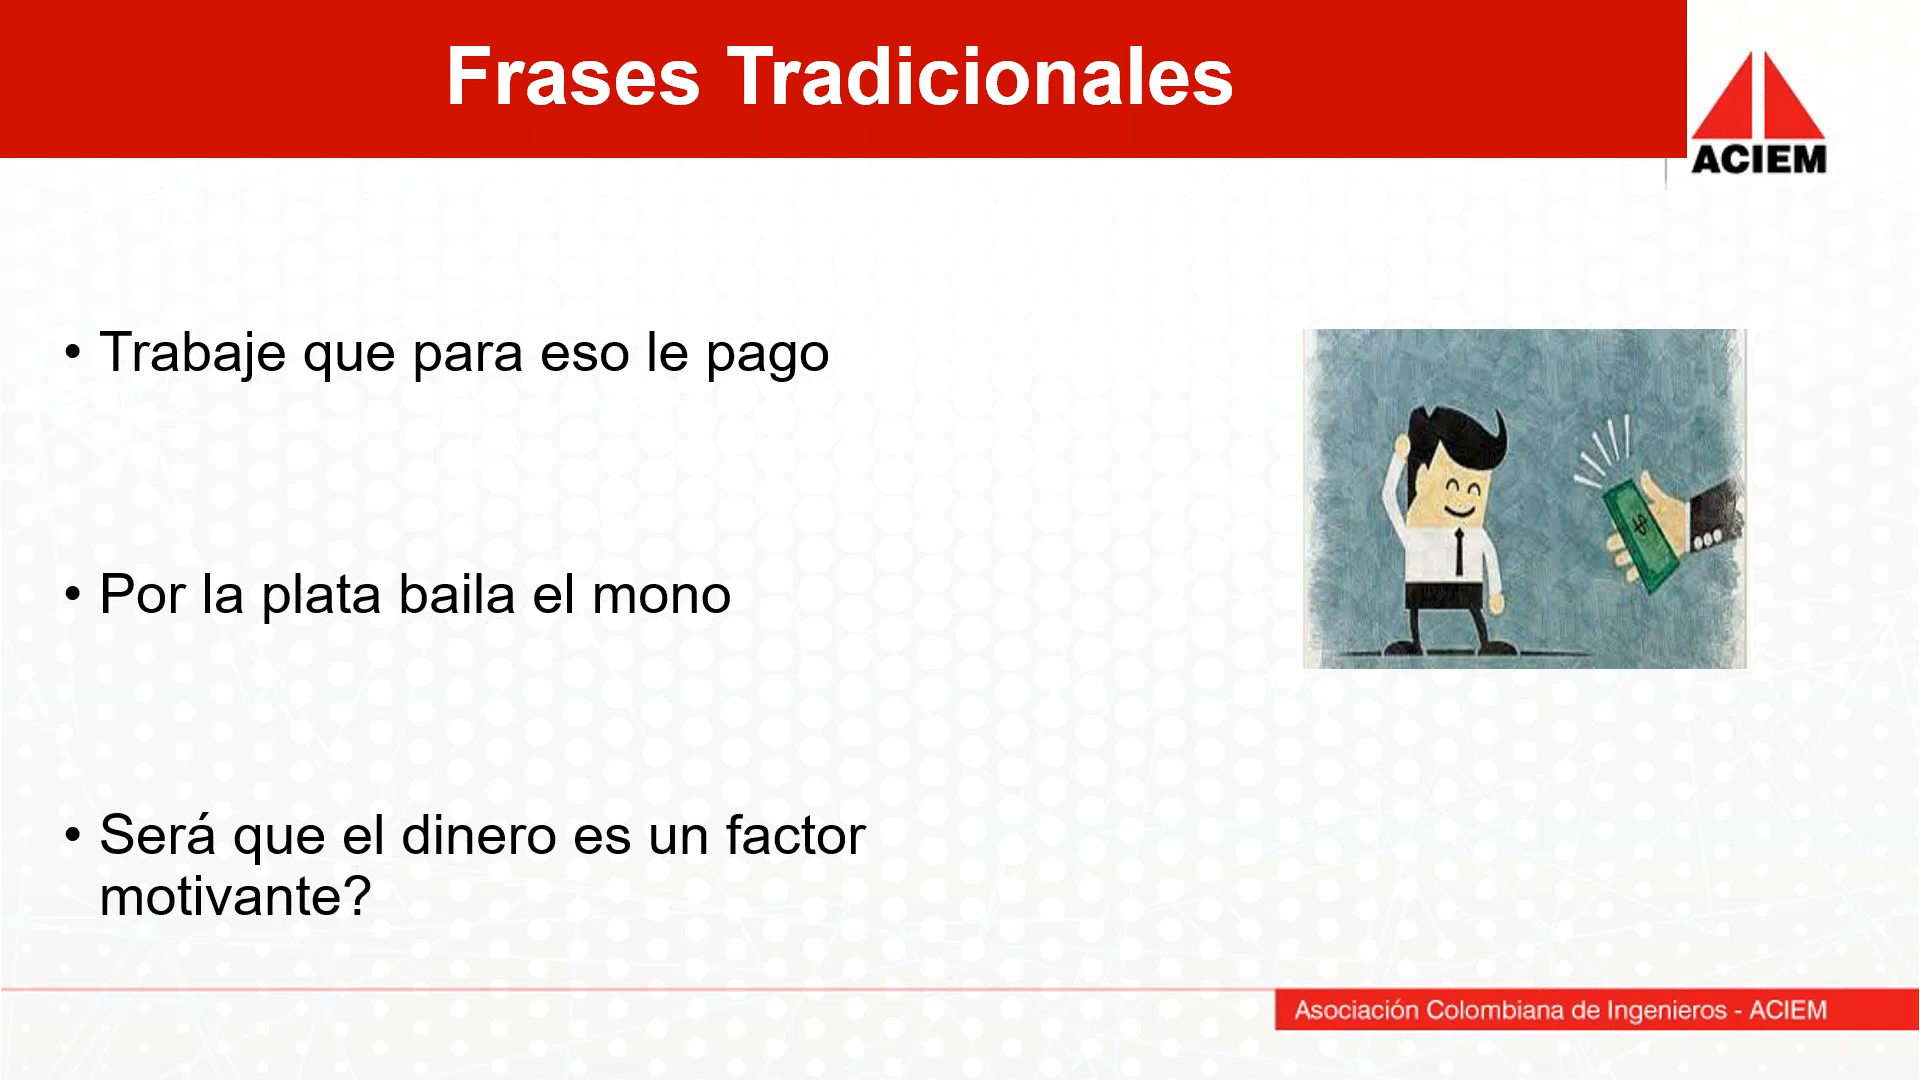 Frases Tradicionales
ACIEM
• Trabaje que para eso le pago
• Por la plata baila el mono
• Será que el dinero es un factor
motivante?
$
Asociación Colombiana de Ingenieros - ACIEM